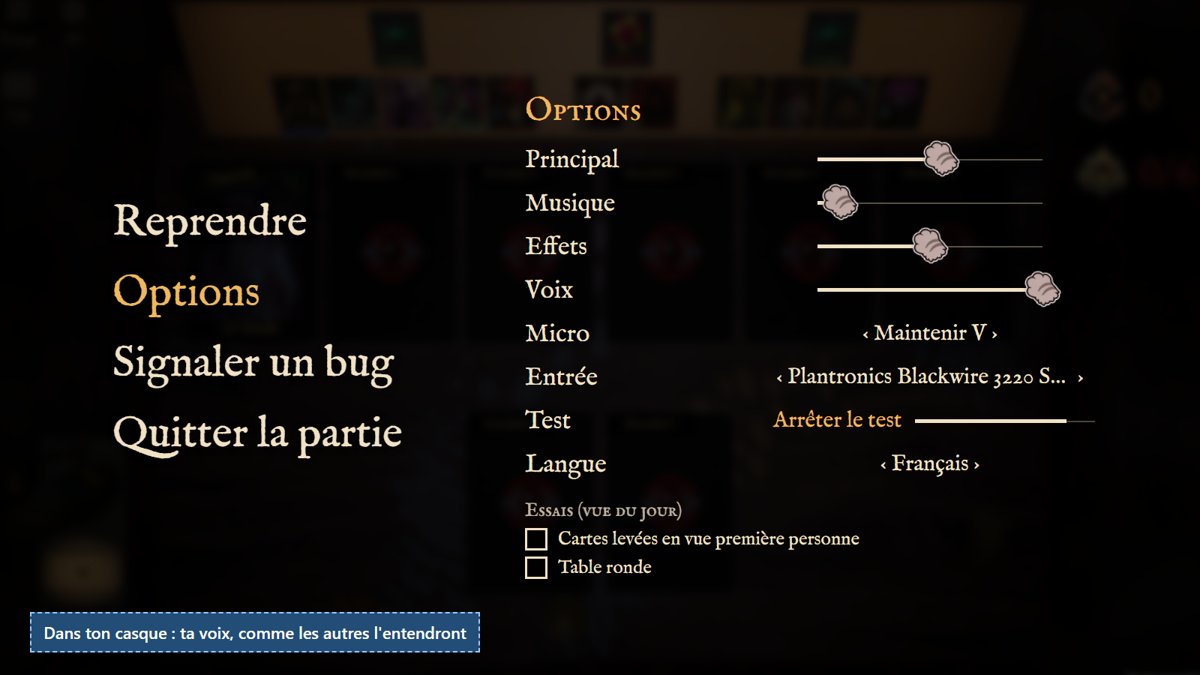 Reprendre
Options
Signaler un bug
Quitter la partie
Options
Principal
Musique
Effets
Voix
Micro ‹ Maintenir V ›
Entrée ‹ Plantronics Blackwire 3220 S... ›
Test Arrêter le test
Langue ‹ Français ›
Essais (vue du jour)
Cartes levées en vue première personne
Table ronde
Dans ton casque : ta voix, comme les autres l'entendront